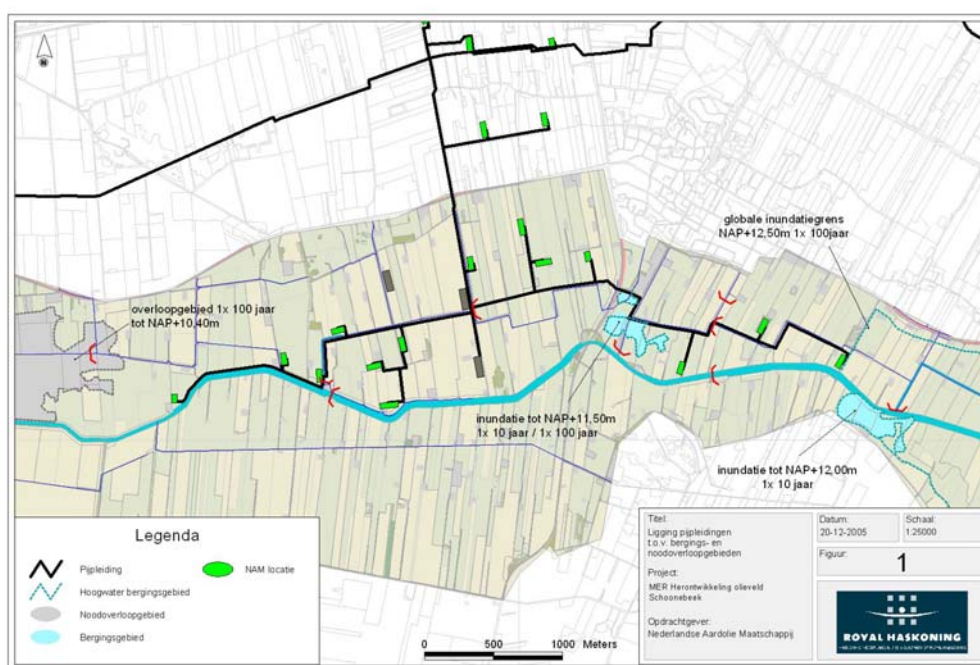 N
globale inundatiegrens
NAP+12,50m 1x 100jaar
overloopgebied 1x 100 jaar
tot NAP+10,40m
inundatie tot NAP+11,50m
1x 10 jaar / 1x 100 jaar
inundatie tot NAP+12,00m
1x 10 jaar
Legenda
Pijpleiding
NAM locatie
Hoogwater bergingsgebied
Noodoverloopgebied
Bergingsgebied
0 500 1000 Meters
Titel:
Ligging pijpleidingen
t.o.v. bergings- en
noodoverloopgebieden
Project:
MER Herontwikkeling olieveld
Schoonebeek
Opdrachtgever:
Nederlandse Aardolie Maatschappij
Datum:
20-12-2005
Schaal:
1:25000
Figuur:
1
ROYAL HASKONING